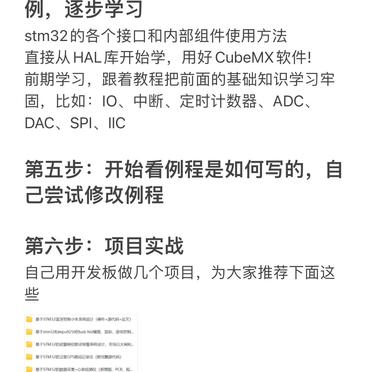 例，逐步学习
stm32的各个接口和内部组件使用方法
直接从HAL库开始学，用好CubeMX软件!
前期学习，跟着教程把前面的基础知识学习牢
固，比如：IO、中断、定时计数器、ADC、
DAC、SPI、IIC
第五步：开始看例程是如何写的，自
己尝试修改例程
第六步：项目实战
自己用开发板做几个项目，为大家推荐下面这
些